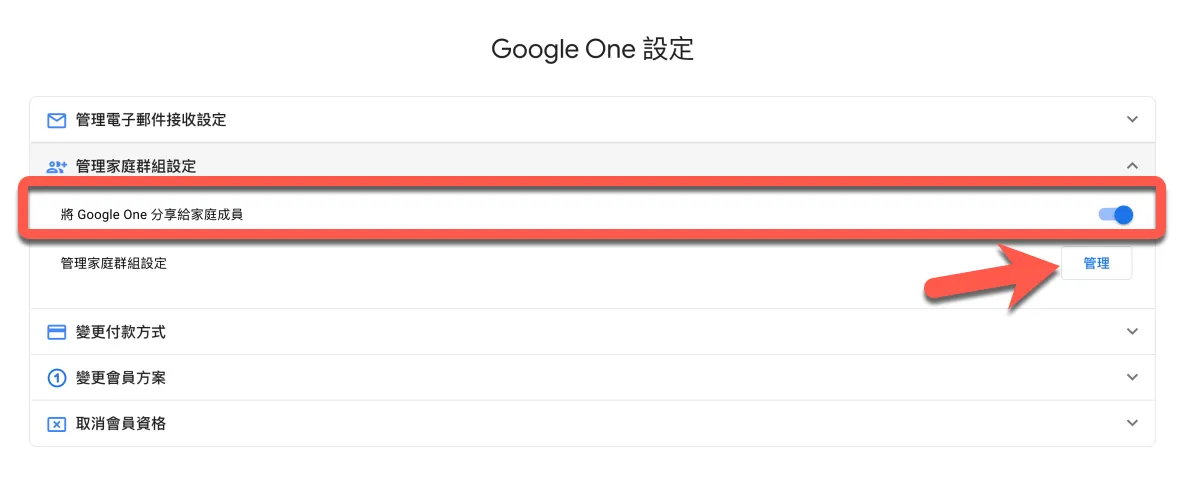 Google One 設定
管理電子郵件接收設定
管理家庭群組設定
將 Google One 分享給家庭成員
管理家庭群組設定
管理
變更付款方式
變更會員方案
取消會員資格